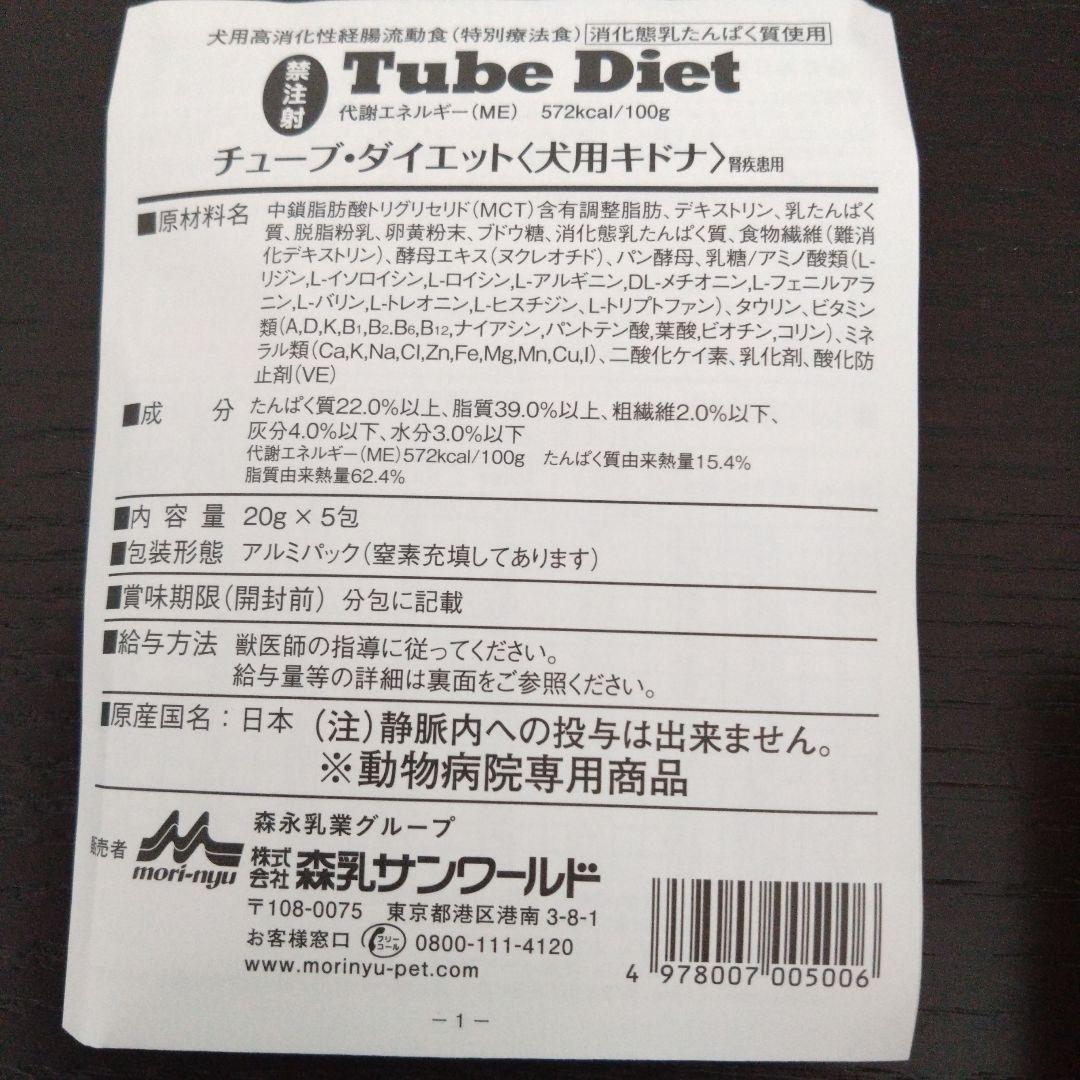 犬用高消化性経腸流動食(特別療法食) 消化態乳たんぱく質使用
禁注射
Tube Diet
代謝エネルギー(ME) 572kcal/100g
チューブ・ダイエット〈犬用キドナ〉腎疾患用
■原材料名 中鎖脂肪酸トリグリセリド(MCT)含有調整脂肪、デキストリン、乳たんぱく
質、脱脂粉乳、卵黄粉末、ブドウ糖、消化態乳たんぱく質、食物繊維(難消
化デキストリン)、酵母エキス(ヌクレオチド)、パン酵母、乳糖/アミノ酸類(L-
リジン,L-イソロイシン,L-ロイシン,L-アルギニン,DL-メチオニン,L-フェニルアラ
ニン,L-バリン,L-トレオニン,L-ヒスチジン、L-トリプトファン)、タウリン、ビタミン
類(A,D,K,B1,B2,B6,B12,ナイアシン,パントテン酸,葉酸,ビオチン,コリン)、ミネ
ラル類(Ca,K,Na,Cl,Zn,Fe,Mg,Mn,Cu,I)、二酸化ケイ素、乳化剤、酸化防
止剤(VE)
■成 分 たんぱく質22.0%以上、脂質39.0%以上、粗繊維2.0%以下、
灰分4.0%以下、水分3.0%以下
代謝エネルギー(ME)572kcal/100g たんぱく質由来熱量15.4%
脂質由来熱量62.4%
■内容量 20g×5包
■包装形態 アルミパック(窒素充填してあります)
■賞味期限(開封前) 分包に記載
■給与方法 獣医師の指導に従ってください。
給与量等の詳細は裏面をご参照ください。
■原産国名：日本 (注)静脈内への投与は出来ません。
※動物病院専用商品
販売者 mori-nyu
森永乳業グループ
株式会社 森乳サンワールド
〒108-0075 東京都港区港南3-8-1
お客様窓口 フリーコール 0800-111-4120
www.morinyu-pet.com
4 978007 005006
－1－